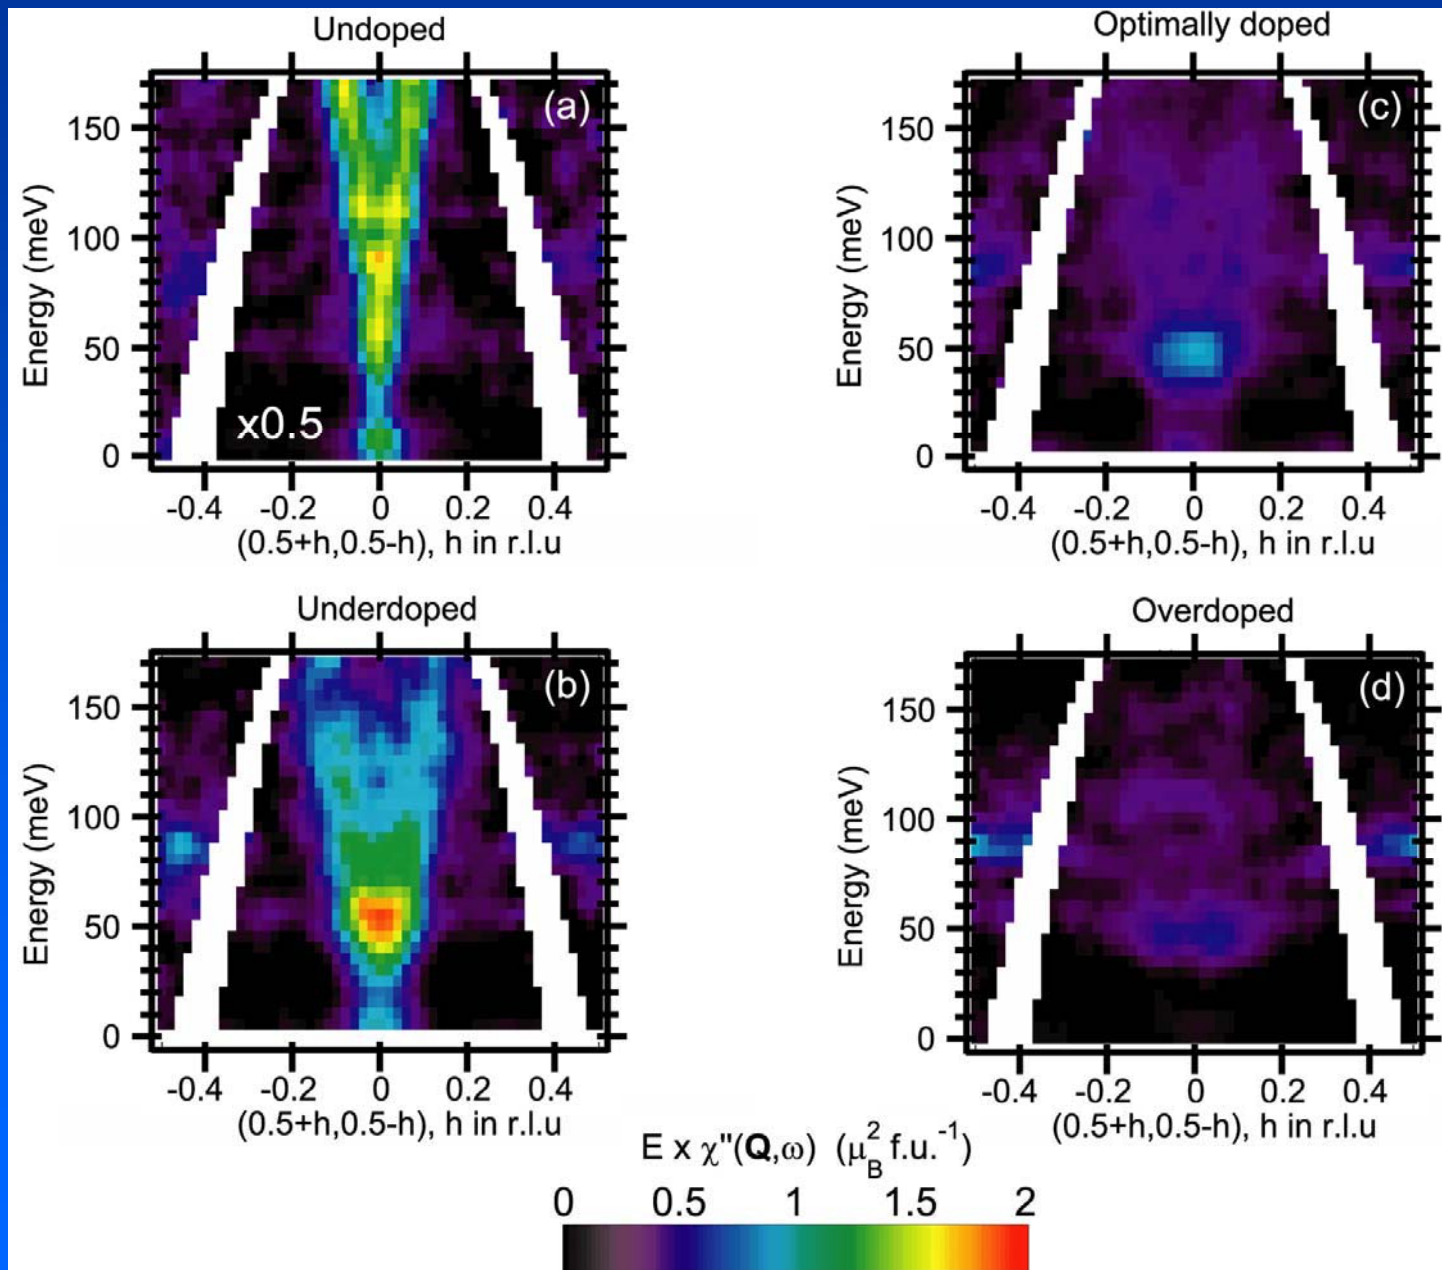 Undoped
(a)
150
100
50
0
Energy (meV)
x0.5
-0.4 -0.2 0 0.2 0.4
(0.5+h,0.5-h), h in r.l.u
Optimally doped
(c)
150
100
50
0
Energy (meV)
-0.4 -0.2 0 0.2 0.4
(0.5+h,0.5-h), h in r.l.u
Underdoped
(b)
150
100
50
0
Energy (meV)
-0.4 -0.2 0 0.2 0.4
(0.5+h,0.5-h), h in r.l.u
Overdoped
(d)
150
100
50
0
Energy (meV)
-0.4 -0.2 0 0.2 0.4
(0.5+h,0.5-h), h in r.l.u
E x χ"(Q,ω) (μ_B^2 f.u.^-1)
0 0.5 1 1.5 2